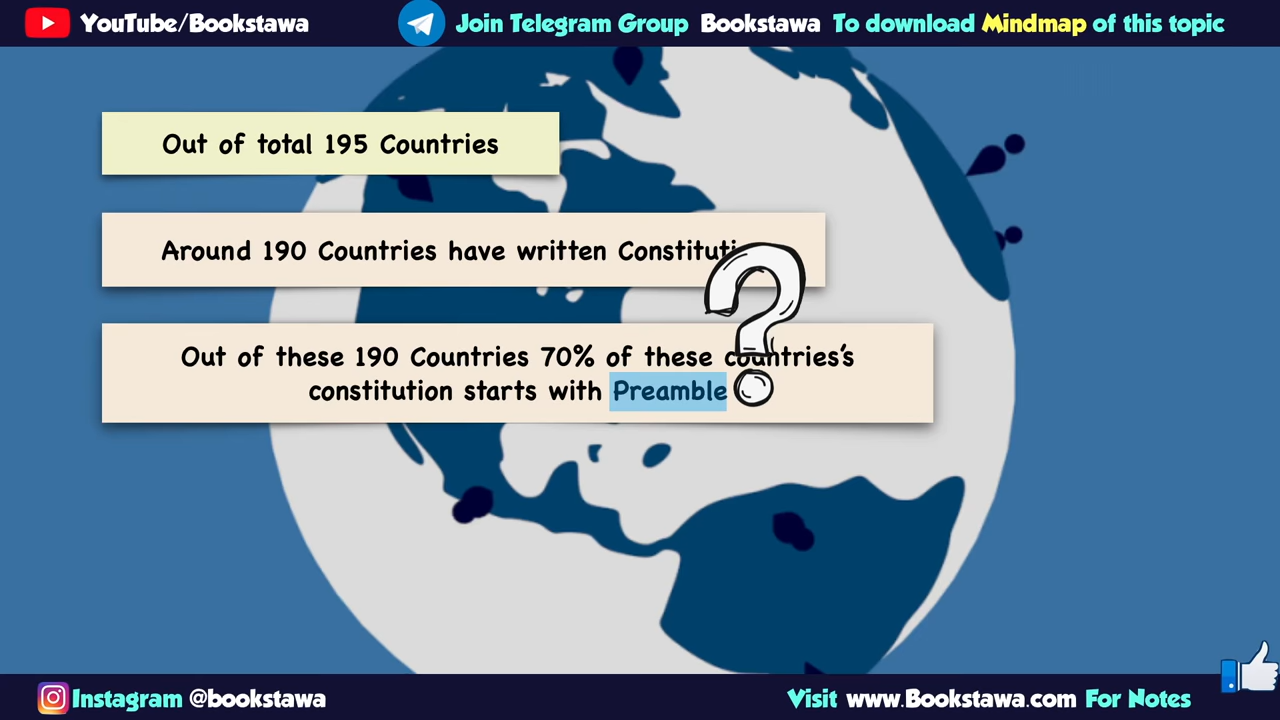 YouTube/Bookstawa
Join Telegram Group Bookstawa To download Mindmap of this topic
Out of total 195 Countries
Around 190 Countries have written
Out of these 190 Countries 70% of these countries's
constitution starts with Preamble
?
Instagram @bookstawa
Visit www.Bookstawa.com For Notes